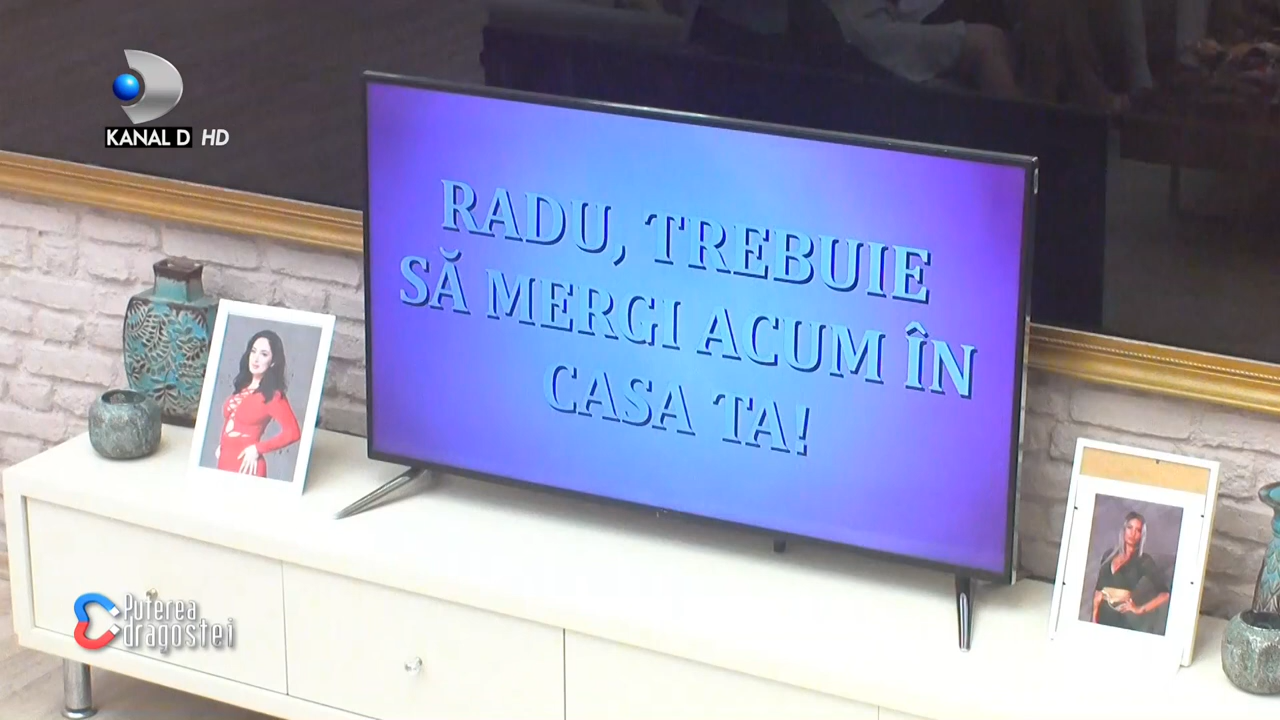 KANAL D HD
RADU, TREBUIE
SĂ MERGI ACUM ÎN
CASA TA!
Puterea
dragostei